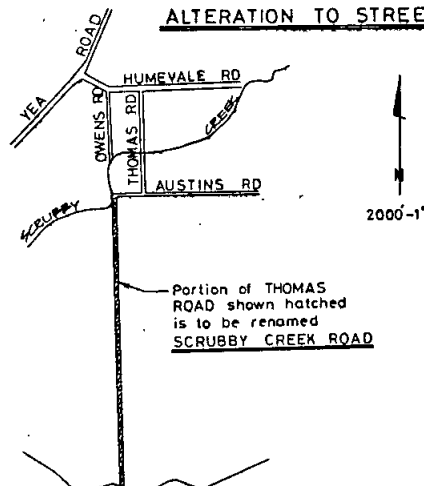 ALTERATION TO STREE
YEA ROAD
HUMEVALE RD
OWENS RD
THOMAS RD
CREEK
AUSTINS RD
SCRUBBY
N
2000'-1"
Portion of THOMAS
ROAD shown hatched
is to be renamed
SCRUBBY CREEK ROAD